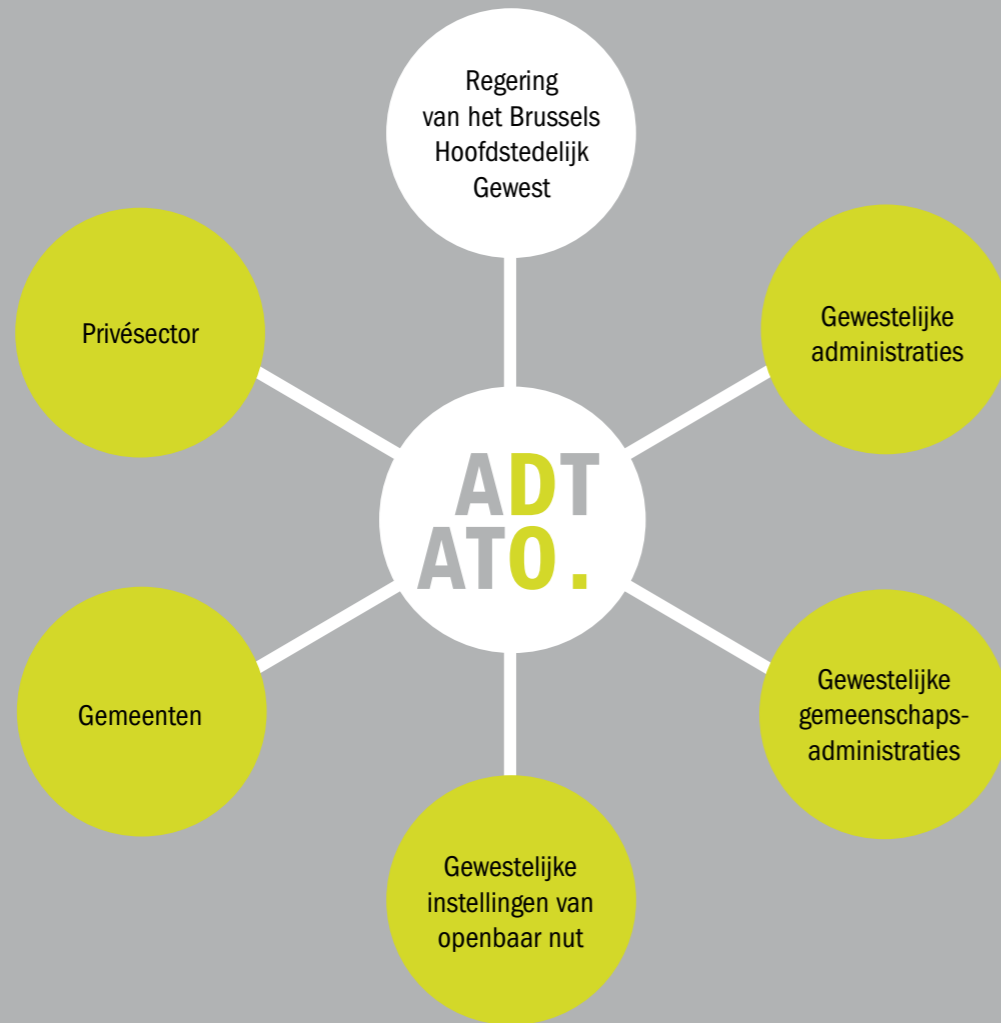 Regering
van het Brussels
Hoofdstedelijk
Gewest
Privésector
Gewestelijke
administraties
ADT
ATO.
Gemeenten
Gewestelijke
gemeenschaps-
administraties
Gewestelijke
instellingen van
openbaar nut